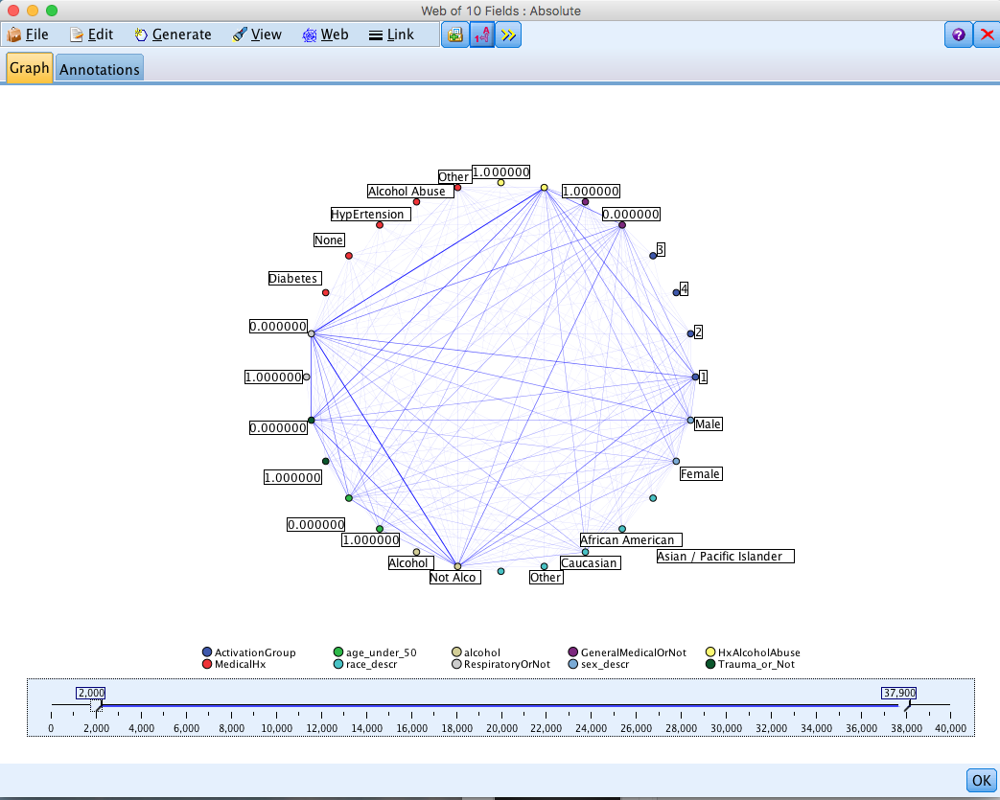 Web of 10 Fields : Absolute
File Edit Generate View Web Link
Graph Annotations
1.000000
Other
Alcohol Abuse
1.000000
HypErtension
0.000000
None
3
Diabetes
4
0.000000
2
1.000000
1
0.000000
Male
1.000000
Female
0.000000
1.000000
African American
Asian / Pacific Islander
Alcohol
Caucasian
Not Alco
Other
ActivationGroup age_under_50 alcohol GeneralMedicalOrNot HxAlcoholAbuse
MedicalHx race_descr RespiratoryOrNot sex_descr Trauma_or_Not
2,000 37,900
0 2,000 4,000 6,000 8,000 10,000 12,000 14,000 16,000 18,000 20,000 22,000 24,000 26,000 28,000 30,000 32,000 34,000 36,000 38,000 40,000
OK